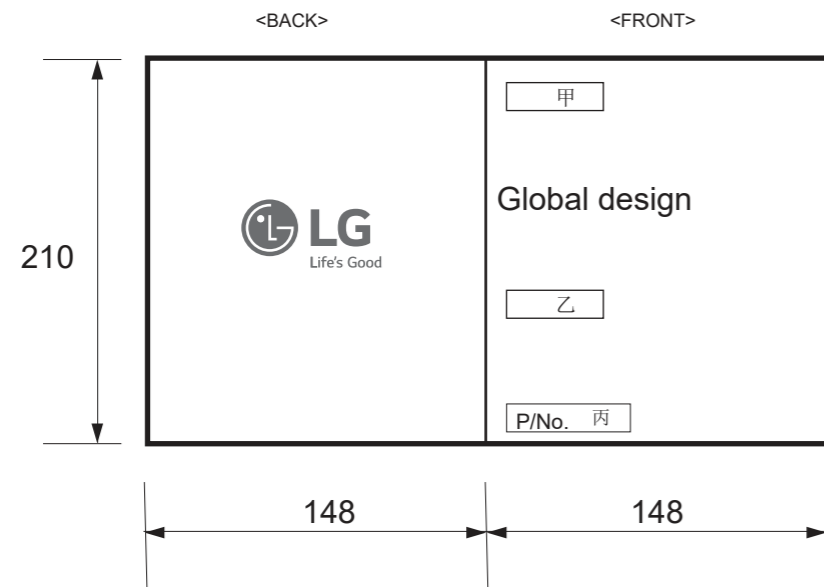 <BACK>
<FRONT>
甲
Global design
LG
Life's Good
210
乙
P/No. 丙
148
148